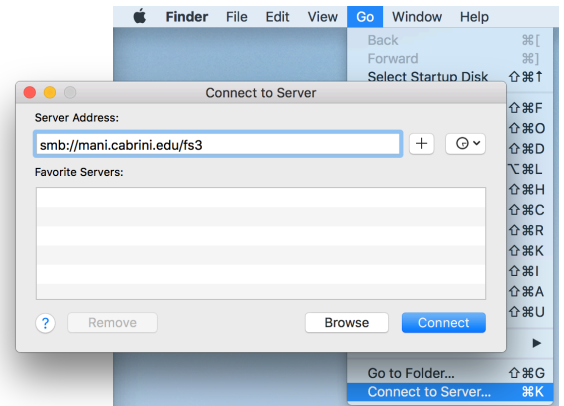 Finder File Edit View Go Window Help
Back ⌘[
Forward ⌘]
Select Startup Disk ⇧⌘↑
Connect to Server
Server Address:
smb://mani.cabrini.edu/fs3
Favorite Servers:
⇧⌘F
⇧⌘O
⇧⌘D
⌥⌘L
⇧⌘H
⇧⌘C
⇧⌘R
⇧⌘K
⇧⌘I
⇧⌘A
⇧⌘U
? Remove Browse Connect
Go to Folder... ⇧⌘G
Connect to Server... ⌘K